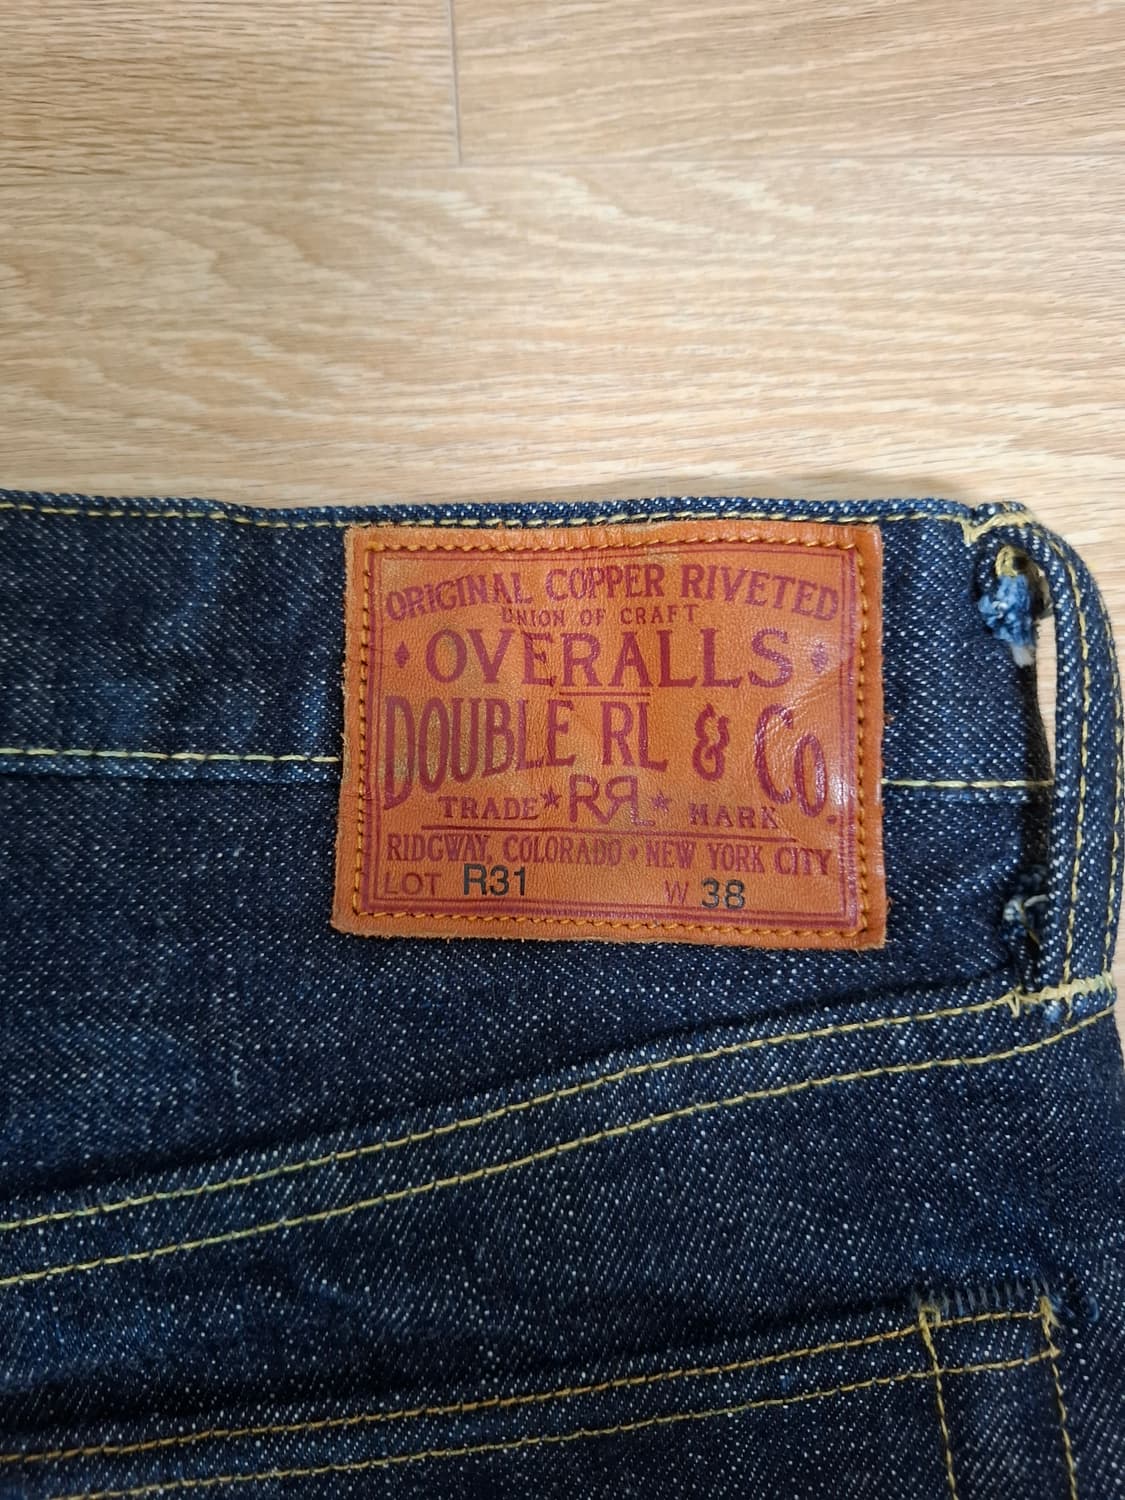 ORIGINAL COPPER RIVETED
UNION OF CRAFT
OVERALLS
DOUBLE RL & Co.
TRADE ★ RRL ★ MARK
RIDGWAY, COLORADO • NEW YORK CITY
LOT R31 W 38